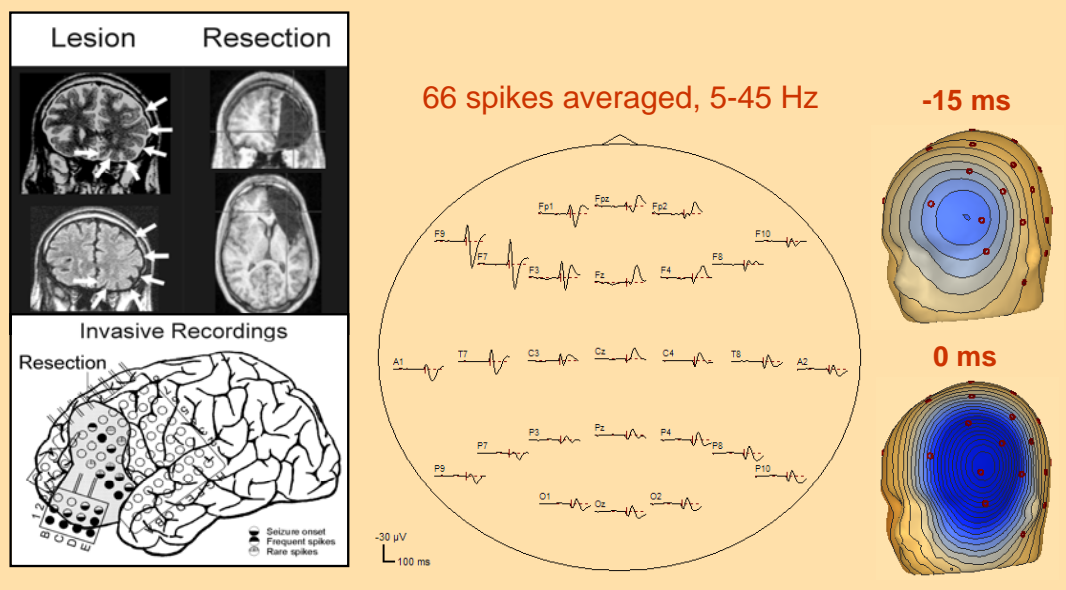 Lesion Resection
Invasive Recordings
Resection
1 2
B C D E
Seizure onset
Frequent spikes
Rare spikes
66 spikes averaged, 5-45 Hz
Fp1 Fpz Fp2
F9 F10
F7 F8
F3 Fz F4
A1 T7 C3 Cz C4 T8 A2
P7 P3 Pz P4 P8
P9 P10
O1 Oz O2
-30 µV
100 ms
-15 ms
0 ms